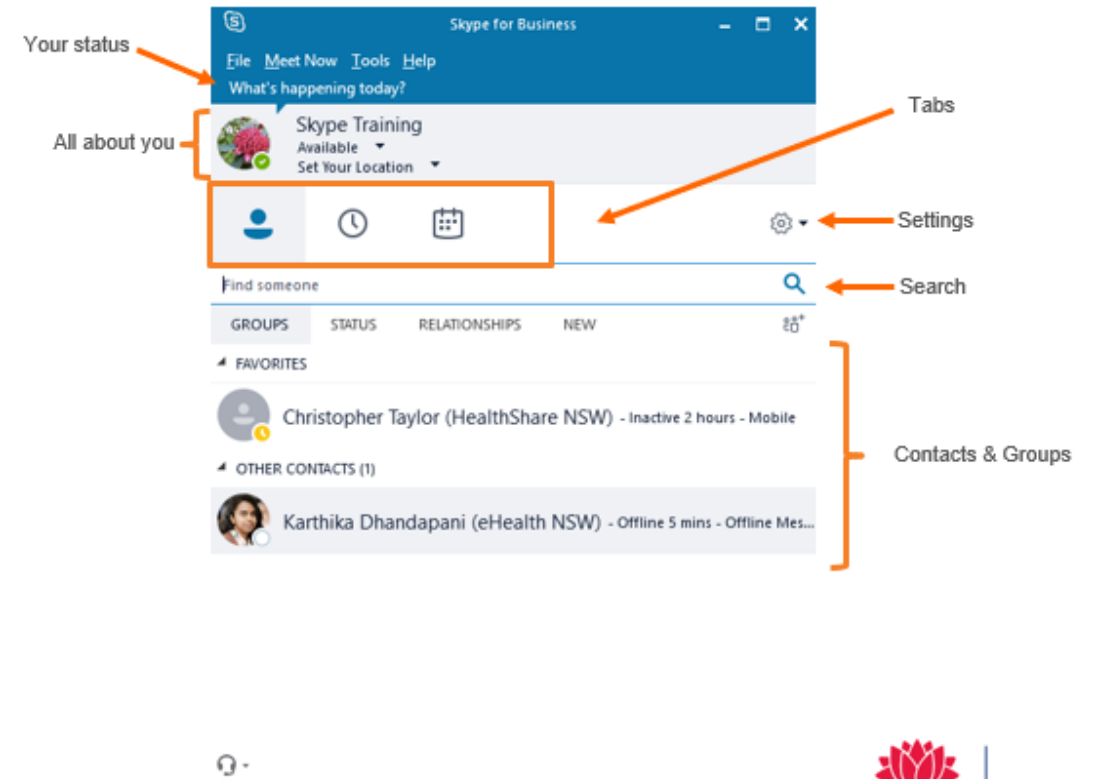 Skype for Business
Your status
File Meet Now Tools Help
What's happening today?
Tabs
All about you
Skype Training
Available
Set Your Location
Settings
Find someone
Search
GROUPS STATUS RELATIONSHIPS NEW
FAVORITES
Christopher Taylor (HealthShare NSW) - Inactive 2 hours - Mobile
Contacts & Groups
OTHER CONTACTS (1)
Karthika Dhandapani (eHealth NSW) - Offline 5 mins - Offline Mes...